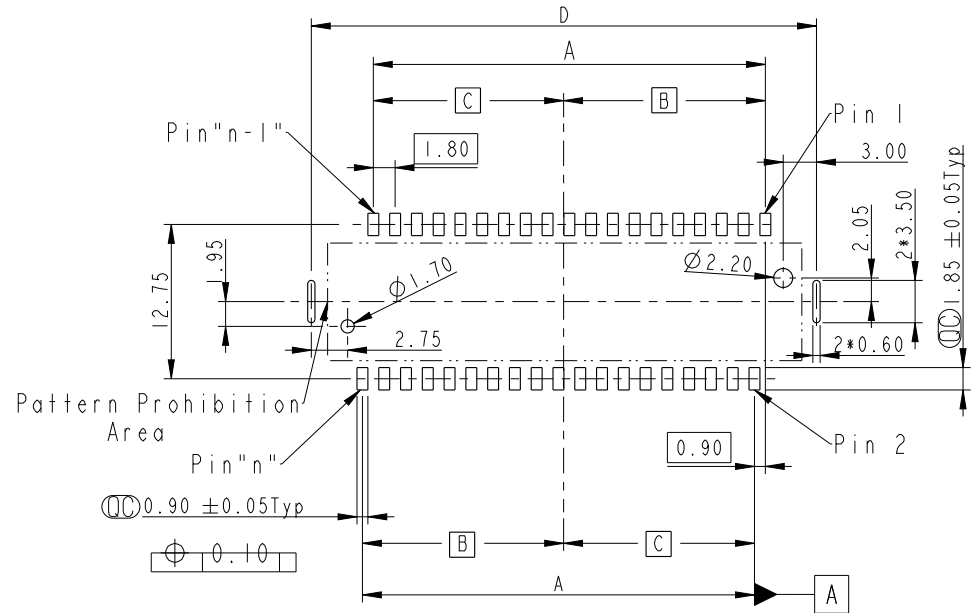 D
A
C
B
Pin"n-1"
Pin 1
1.80
3.00
2.05
2*3.50
QC 1.85 ±0.05Typ
1.95
12.75
Ø1.70
Ø2.20
2.75
2*0.60
Pattern Prohibition
Area
Pin"n"
0.90
Pin 2
QC 0.90 ±0.05Typ
0.10
B
C
A
A